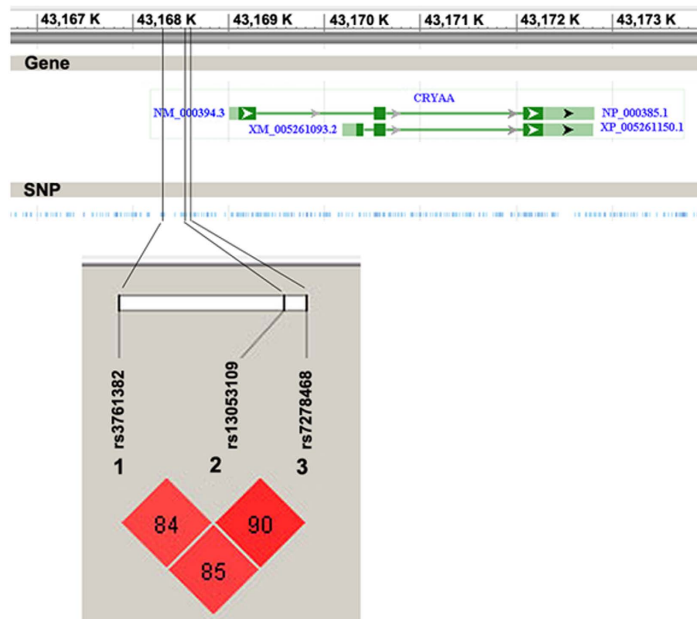 43,167 K 43,168 K 43,169 K 43,170 K 43,171 K 43,172 K 43,173 K
Gene
CRYAA
NM_000394.3 NP_000385.1
XM_005261093.2 XP_005261150.1
SNP
rs3761382 rs13053109 rs7278468
1 2 3
84 90
85